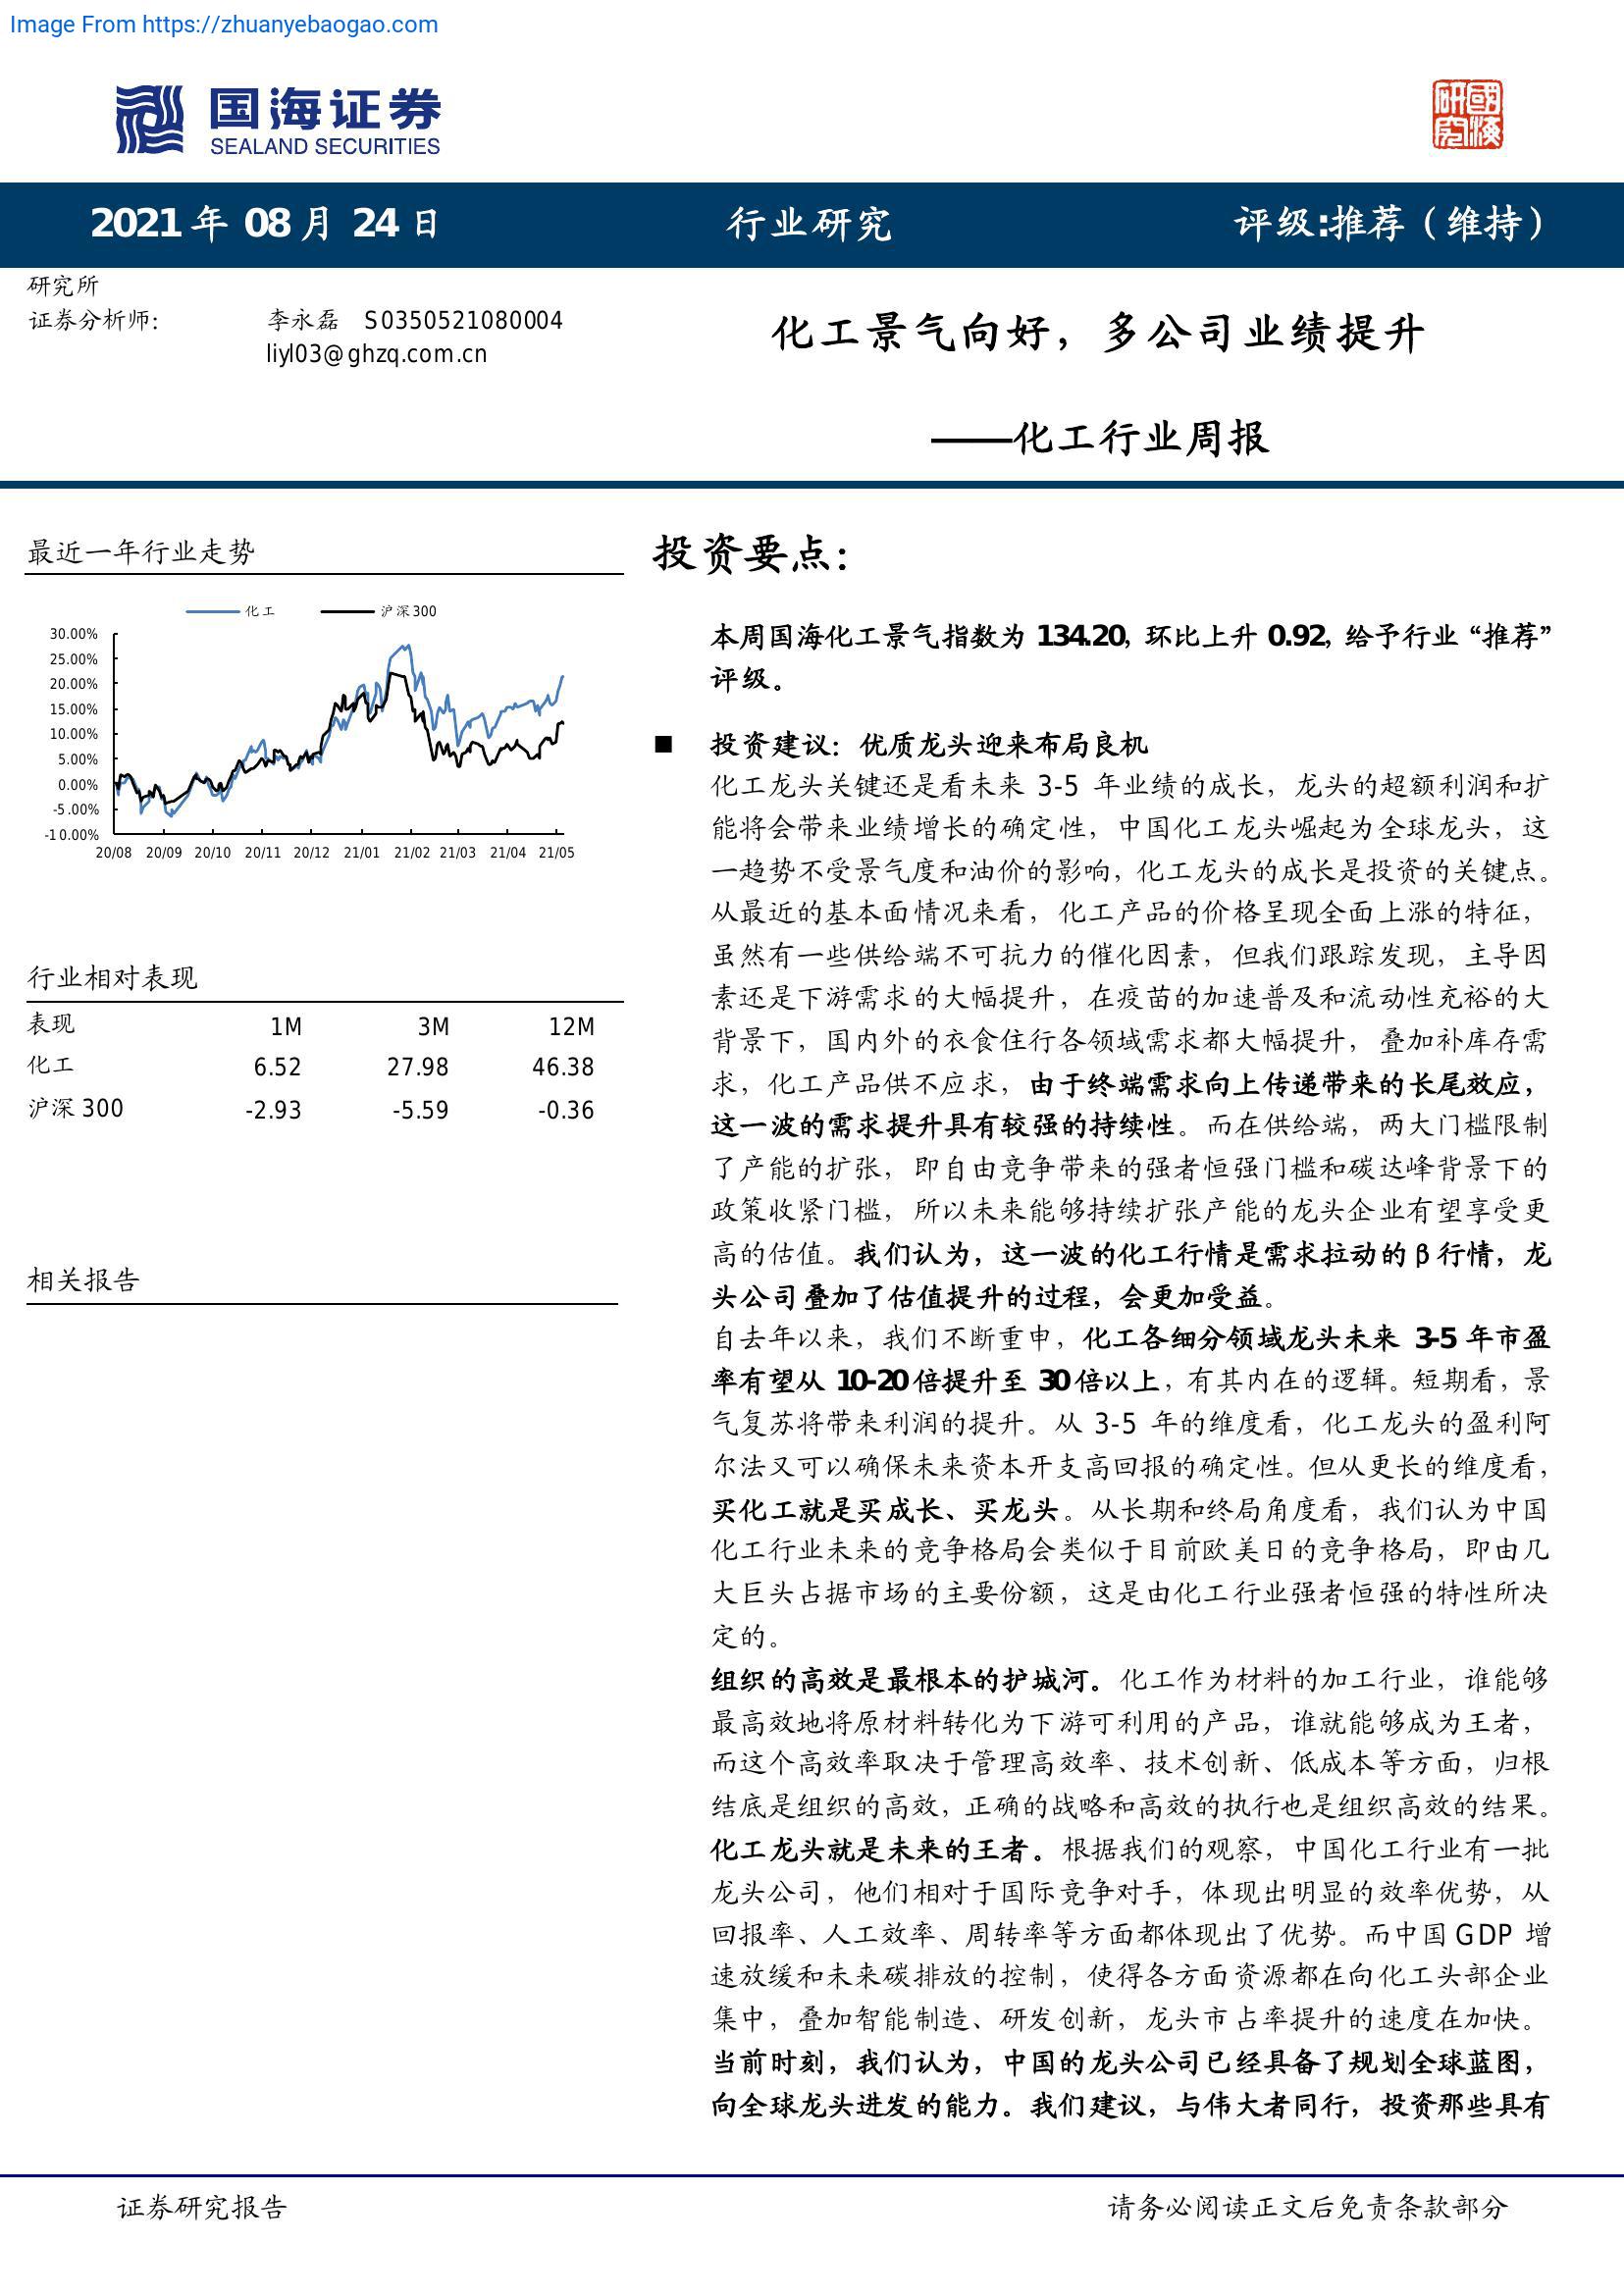 Image From https://zhuanyebaogao.com
国海证券
SEALAND SECURITIES
國海研究
2021 年 08 月 24 日 行业研究 评级:推荐（维持）
研究所
证券分析师: 李永磊 S0350521080004
liyl03@ghzq.com.cn
化工景气向好，多公司业绩提升
——化工行业周报
最近一年行业走势
化工 沪深300
30.00%
25.00%
20.00%
15.00%
10.00%
5.00%
0.00%
-5.00%
-10.00%
20/08 20/09 20/10 20/11 20/12 21/01 21/02 21/03 21/04 21/05
行业相对表现
表现 1M 3M 12M
化工 6.52 27.98 46.38
沪深 300 -2.93 -5.59 -0.36
相关报告
投资要点：
本周国海化工景气指数为 134.20，环比上升 0.92，给予行业“推荐”
评级。
■ 投资建议：优质龙头迎来布局良机
化工龙头关键还是看未来 3-5 年业绩的成长，龙头的超额利润和扩
能将会带来业绩增长的确定性，中国化工龙头崛起为全球龙头，这
一趋势不受景气度和油价的影响，化工龙头的成长是投资的关键点。
从最近的基本面情况来看，化工产品的价格呈现全面上涨的特征，
虽然有一些供给端不可抗力的催化因素，但我们跟踪发现，主导因
素还是下游需求的大幅提升，在疫苗的加速普及和流动性充裕的大
背景下，国内外的衣食住行各领域需求都大幅提升，叠加补库存需
求，化工产品供不应求，由于终端需求向上传递带来的长尾效应，
这一波的需求提升具有较强的持续性。而在供给端，两大门槛限制
了产能的扩张，即自由竞争带来的强者恒强门槛和碳达峰背景下的
政策收紧门槛，所以未来能够持续扩张产能的龙头企业有望享受更
高的估值。我们认为，这一波的化工行情是需求拉动的 β 行情，龙
头公司叠加了估值提升的过程，会更加受益。
自去年以来，我们不断重申，化工各细分领域龙头未来 3-5 年市盈
率有望从 10-20 倍提升至 30 倍以上，有其内在的逻辑。短期看，景
气复苏将带来利润的提升。从 3-5 年的维度看，化工龙头的盈利阿
尔法又可以确保未来资本开支高回报的确定性。但从更长的维度看，
买化工就是买成长、买龙头。从长期和终局角度看，我们认为中国
化工行业未来的竞争格局会类似于目前欧美日的竞争格局，即由几
大巨头占据市场的主要份额，这是由化工行业强者恒强的特性所决
定的。
组织的高效是最根本的护城河。化工作为材料的加工行业，谁能够
最高效地将原材料转化为下游可利用的产品，谁就能够成为王者，
而这个高效率取决于管理高效率、技术创新、低成本等方面，归根
结底是组织的高效，正确的战略和高效的执行也是组织高效的结果。
化工龙头就是未来的王者。根据我们的观察，中国化工行业有一批
龙头公司，他们相对于国际竞争对手，体现出明显的效率优势，从
回报率、人工效率、周转率等方面都体现出了优势。而中国 GDP 增
速放缓和未来碳排放的控制，使得各方面资源都在向化工头部企业
集中，叠加智能制造、研发创新，龙头市占率提升的速度在加快。
当前时刻，我们认为，中国的龙头公司已经具备了规划全球蓝图，
向全球龙头进发的能力。我们建议，与伟大者同行，投资那些具有
证券研究报告 请务必阅读正文后免责条款部分